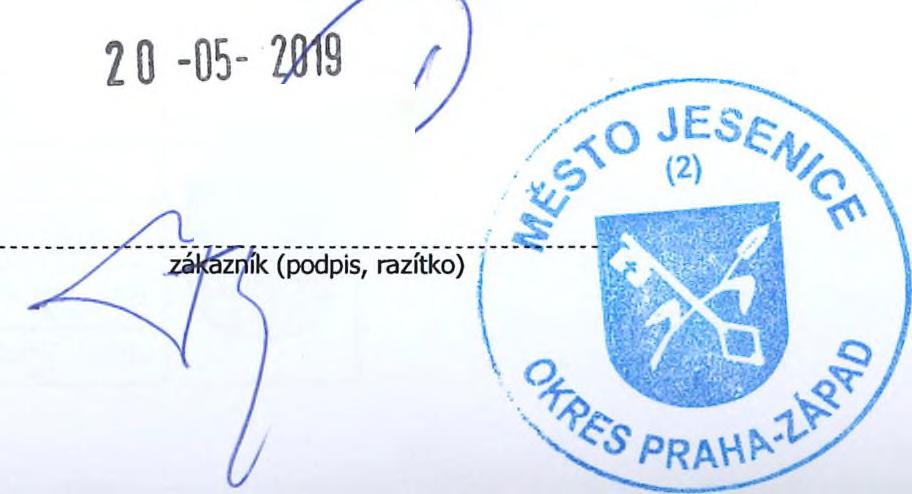 20 -05- 2019
MĚSTO JESENICE
(2)
zákazník (podpis, razítko)
OKRES PRAHA-ZÁPAD